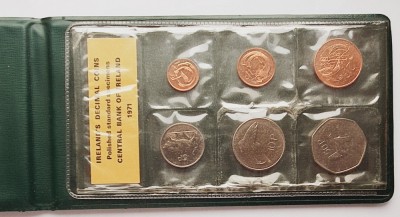 IRELAND'S DECIMAL COINS
Polished standard specimens
CENTRAL BANK OF IRELAND
1971